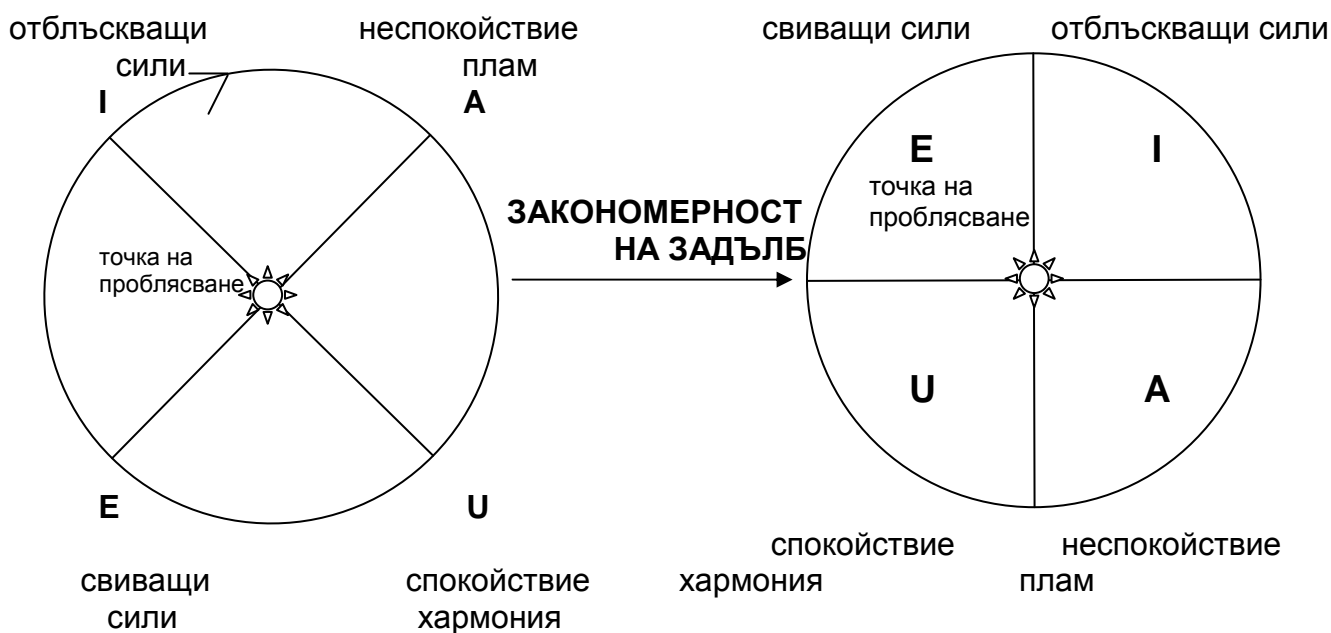 отблъскващи
сили
неспокойствие
плам
I
A
точка на
проблясване
E
U
свиващи
сили
спокойствие
хармония
ЗАКОНОМЕРНОСТ
НА ЗАДЪЛБ
свиващи сили
отблъскващи сили
E
I
точка на
проблясване
U
A
спокойствие
хармония
неспокойствие
плам